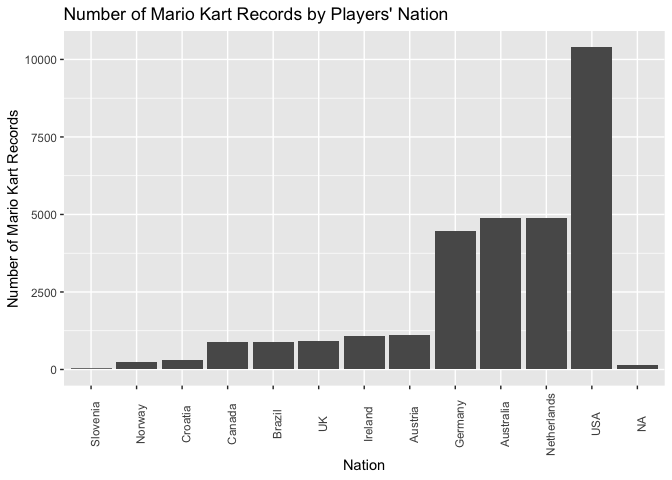 Number of Mario Kart Records by Players' Nation
Number of Mario Kart Records
10000
7500
5000
2500
0
Slovenia
Norway
Croatia
Canada
Brazil
UK
Ireland
Austria
Germany
Australia
Netherlands
USA
NA
Nation